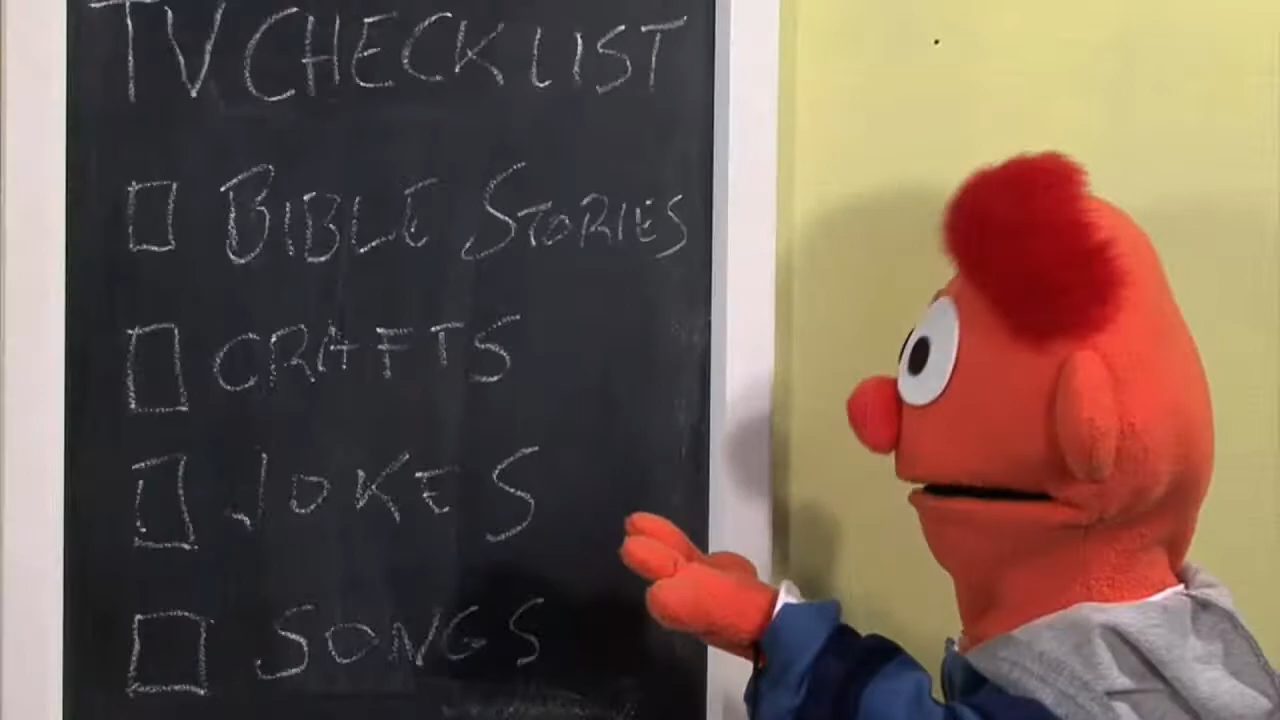 TV CHECKLIST
BIBLE STORIES
CRAFTS
JOKES
SONGS